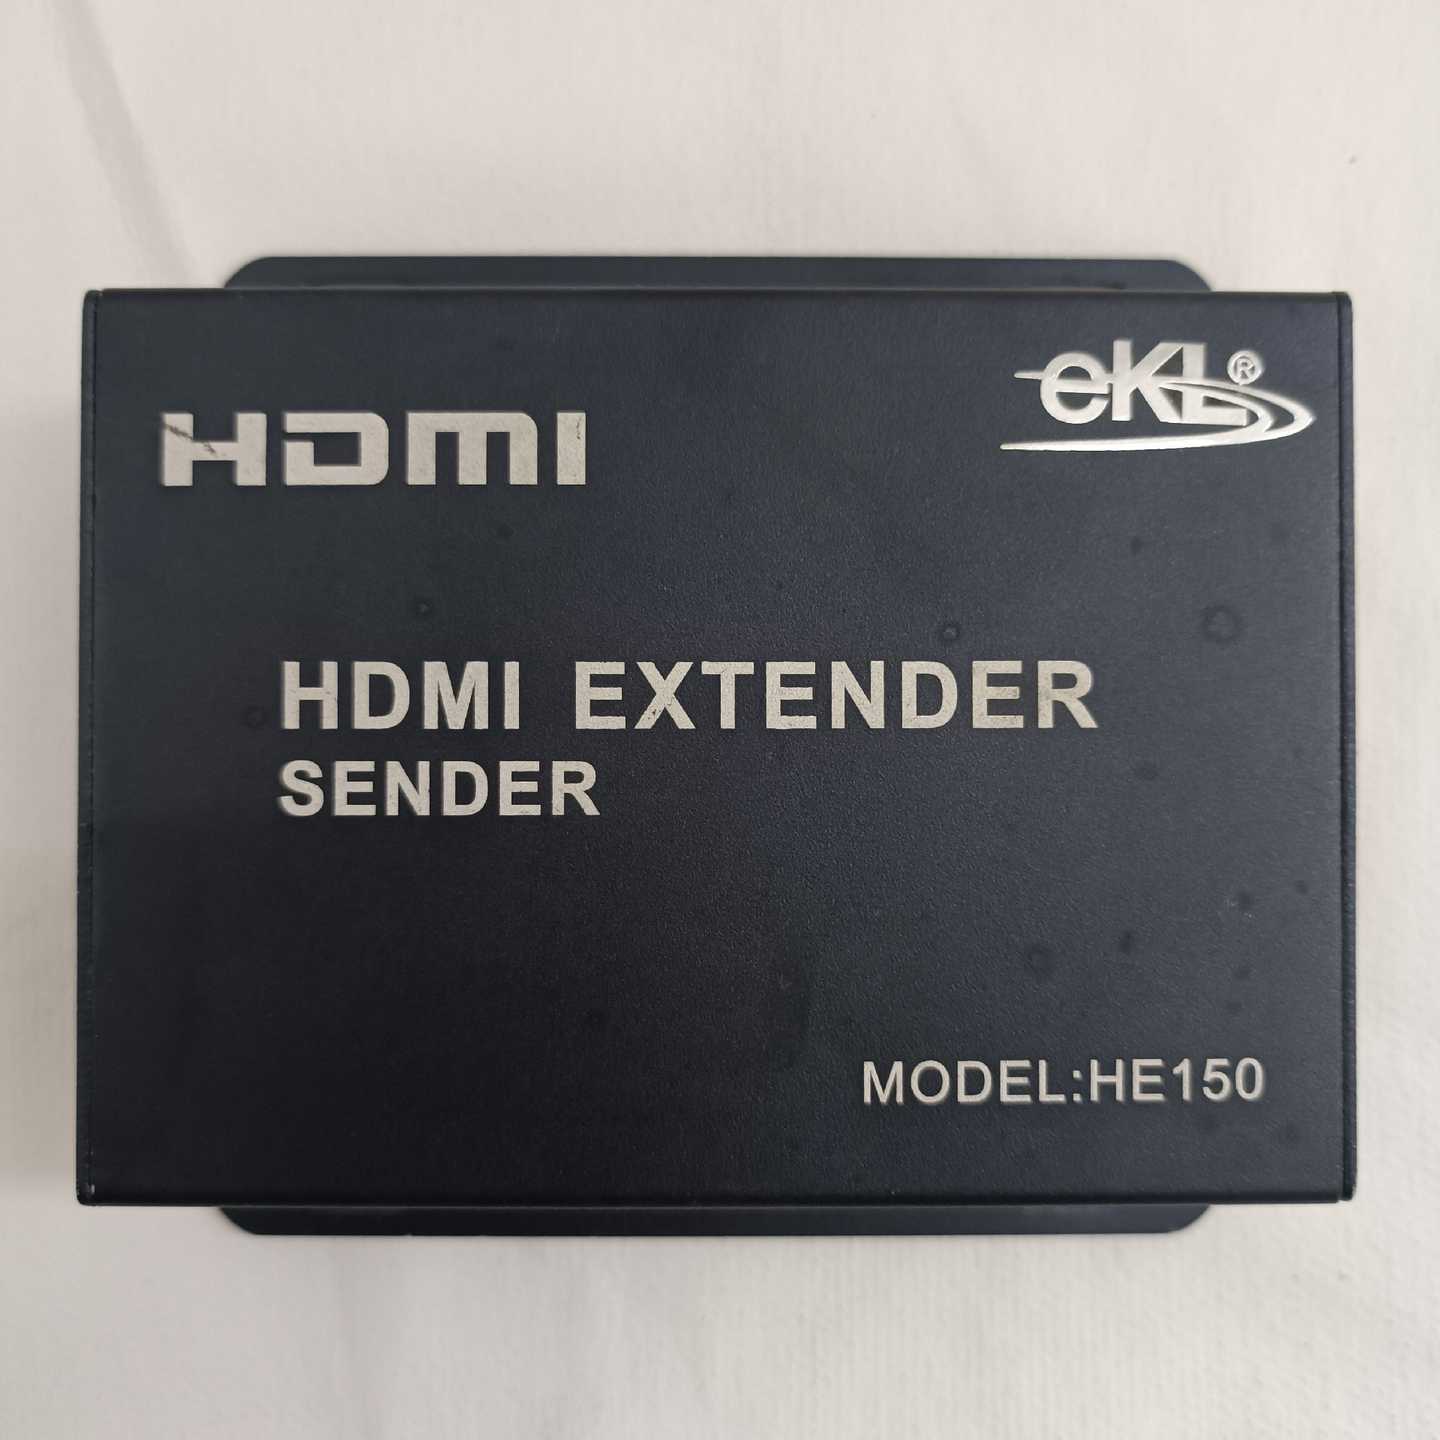 eKL®
HDMI
HDMI EXTENDER
SENDER
MODEL:HE150